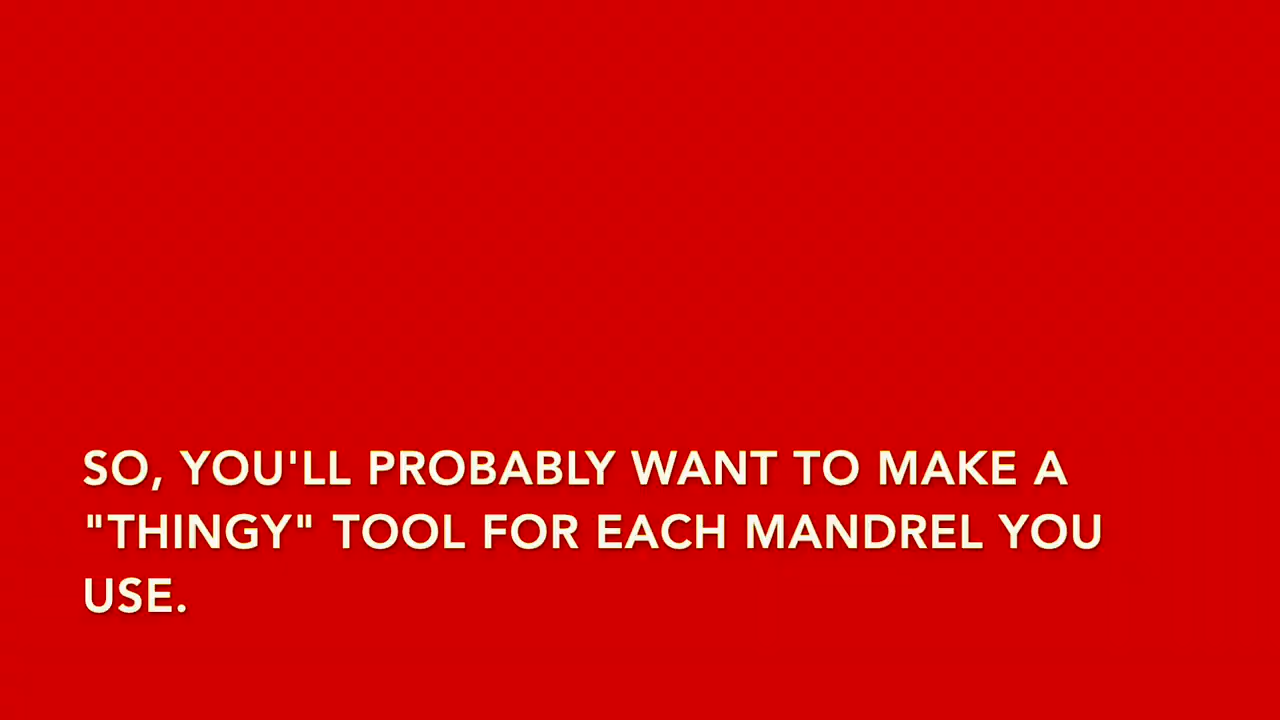 SO, YOU'LL PROBABLY WANT TO MAKE A
"THINGY" TOOL FOR EACH MANDREL YOU
USE.